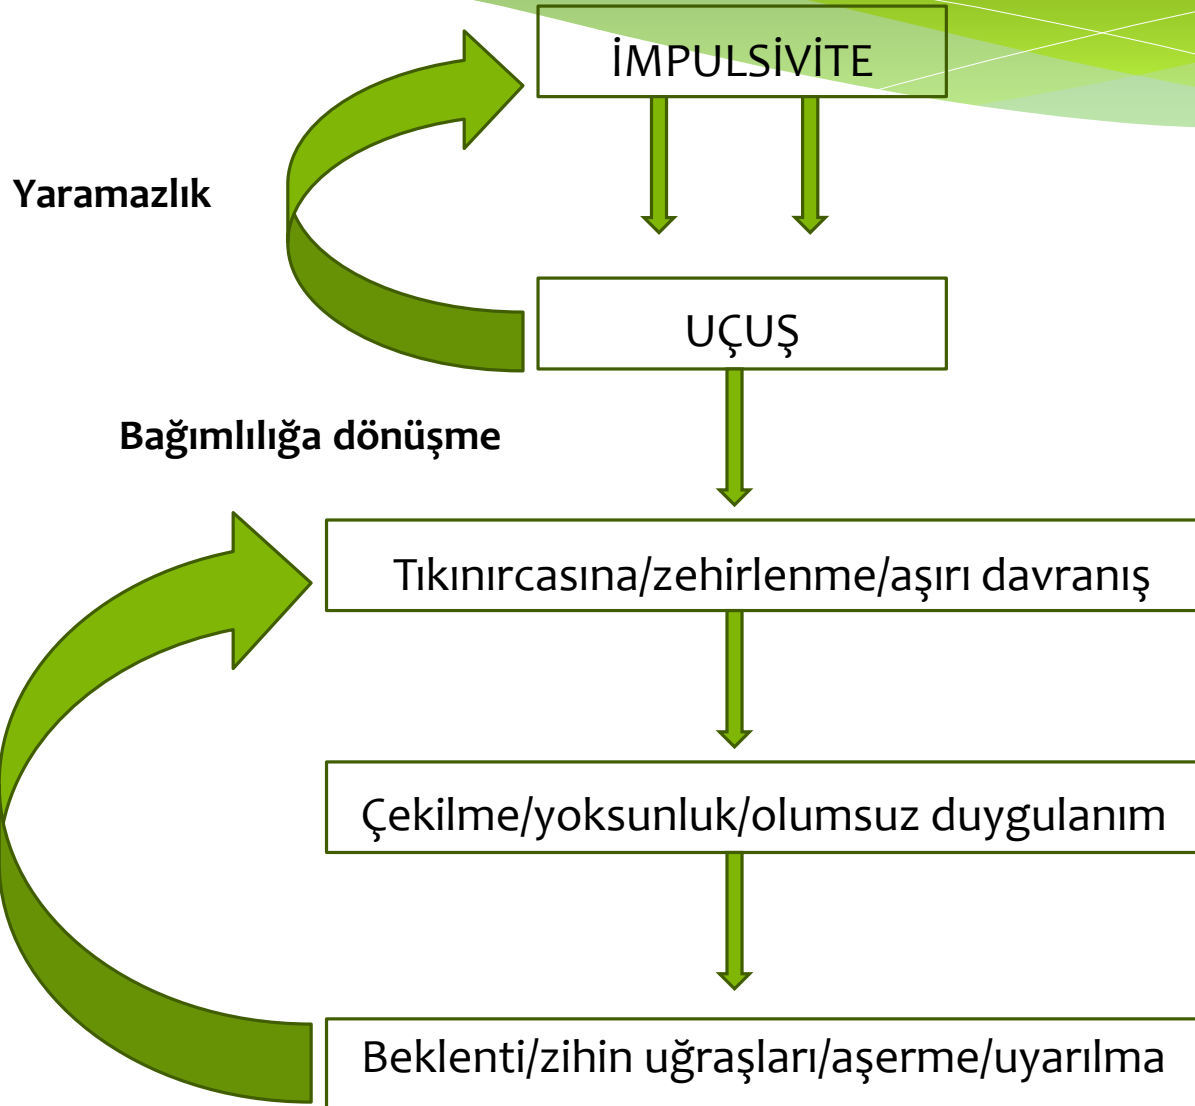 İMPULSİVİTE
Yaramazlık
UÇUŞ
Bağımlılığa dönüşme
Tıkınırcasına/zehirlenme/aşırı davranış
Çekilme/yoksunluk/olumsuz duygulanım
Beklenti/zihin uğraşları/aşerme/uyarılma